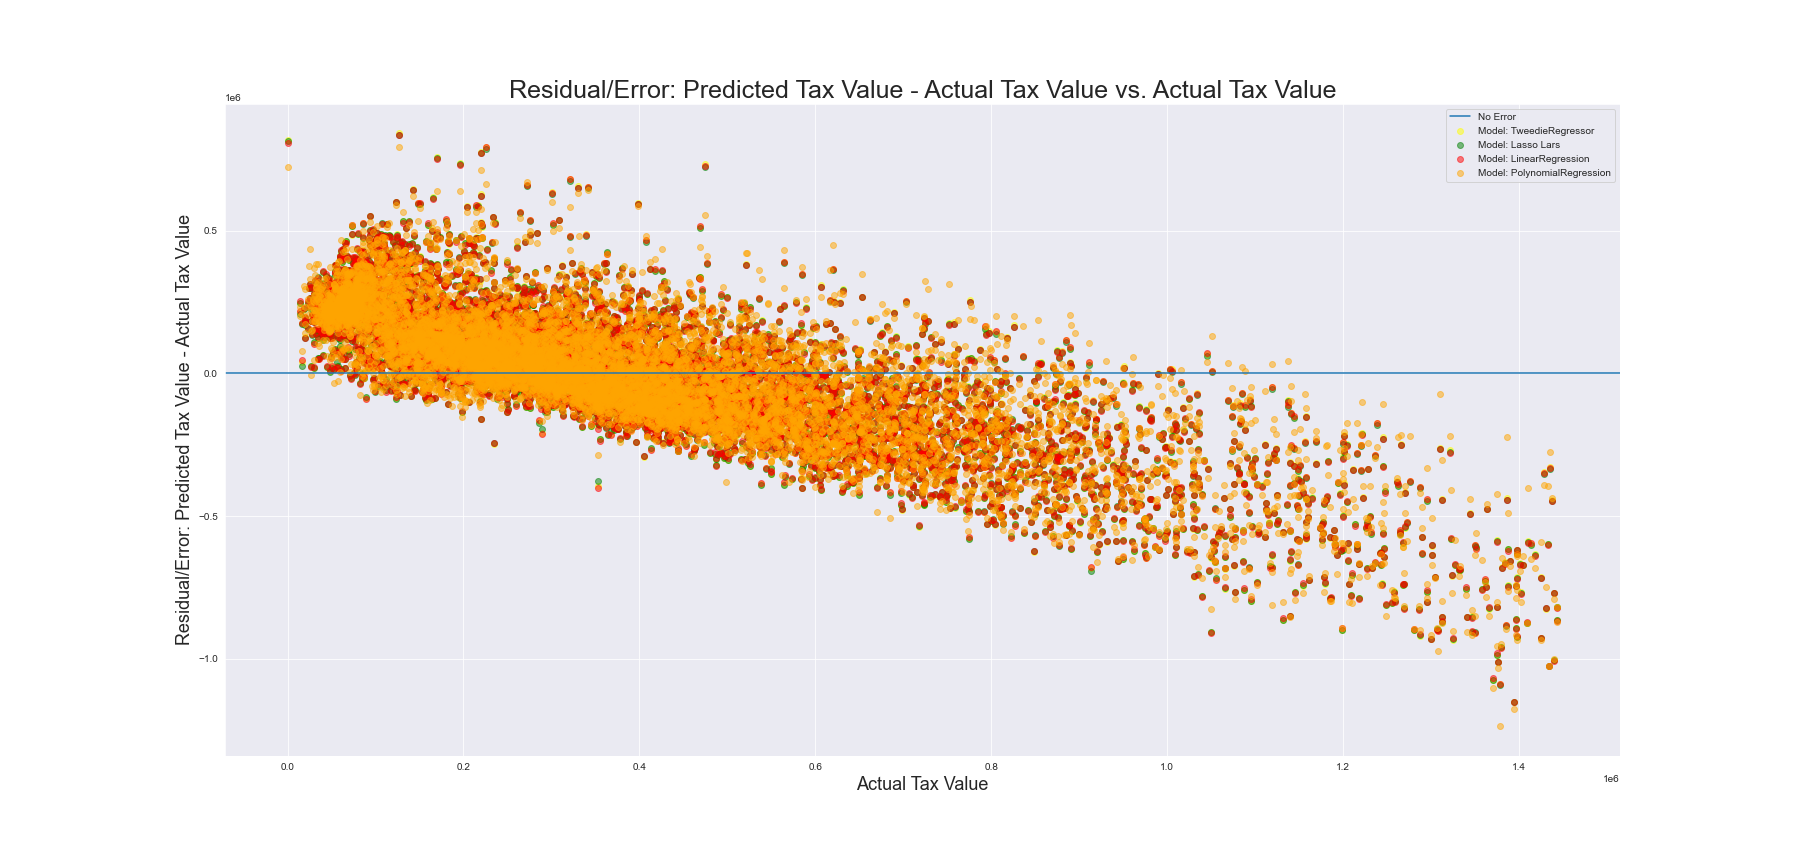 Residual/Error: Predicted Tax Value - Actual Tax Value vs. Actual Tax Value
1e6
No Error
Model: TweedieRegressor
Model: Lasso Lars
Model: LinearRegression
Model: PolynomialRegression
Residual/Error: Predicted Tax Value - Actual Tax Value
0.5
0.0
−0.5
−1.0
0.0 0.2 0.4 0.6 0.8 1.0 1.2 1.4
1e6
Actual Tax Value